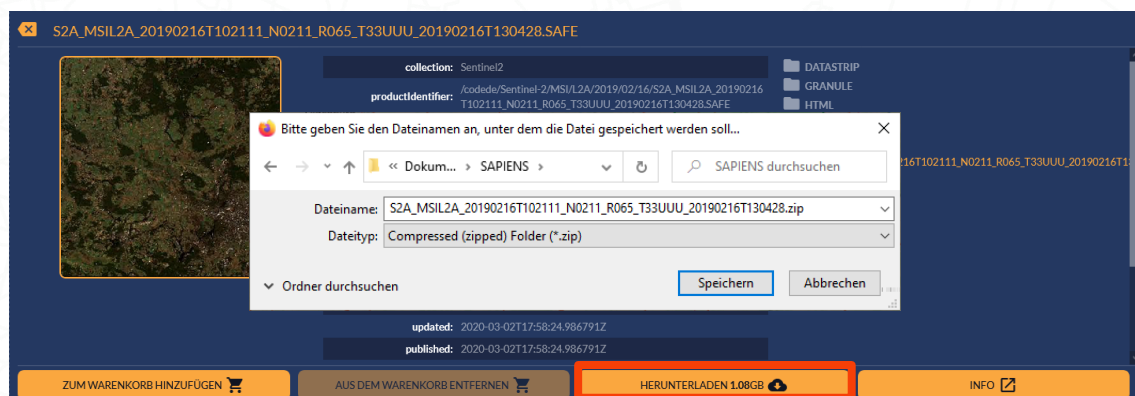 S2A_MSIL2A_20190216T102111_N0211_R065_T33UUU_20190216T130428.SAFE
collection: Sentinel2
productIdentifier: /codede/Sentinel-2/MSI/L2A/2019/02/16/S2A_MSIL2A_20190216
T102111_N0211_R065_T33UUU_20190216T130428.SAFE
DATASTRIP
GRANULE
HTML
Bitte geben Sie den Dateinamen an, unter dem die Datei gespeichert werden soll...
« Dokum... > SAPIENS >
SAPIENS durchsuchen
216T102111_N0211_R065_T33UUU_20190216T1
Dateiname: S2A_MSIL2A_20190216T102111_N0211_R065_T33UUU_20190216T130428.zip
Dateityp: Compressed (zipped) Folder (*.zip)
Ordner durchsuchen
Speichern
Abbrechen
updated: 2020-03-02T17:58:24.986791Z
published: 2020-03-02T17:58:24.986791Z
ZUM WARENKORB HINZUFÜGEN
AUS DEM WARENKORB ENTFERNEN
HERUNTERLADEN 1.08GB
INFO